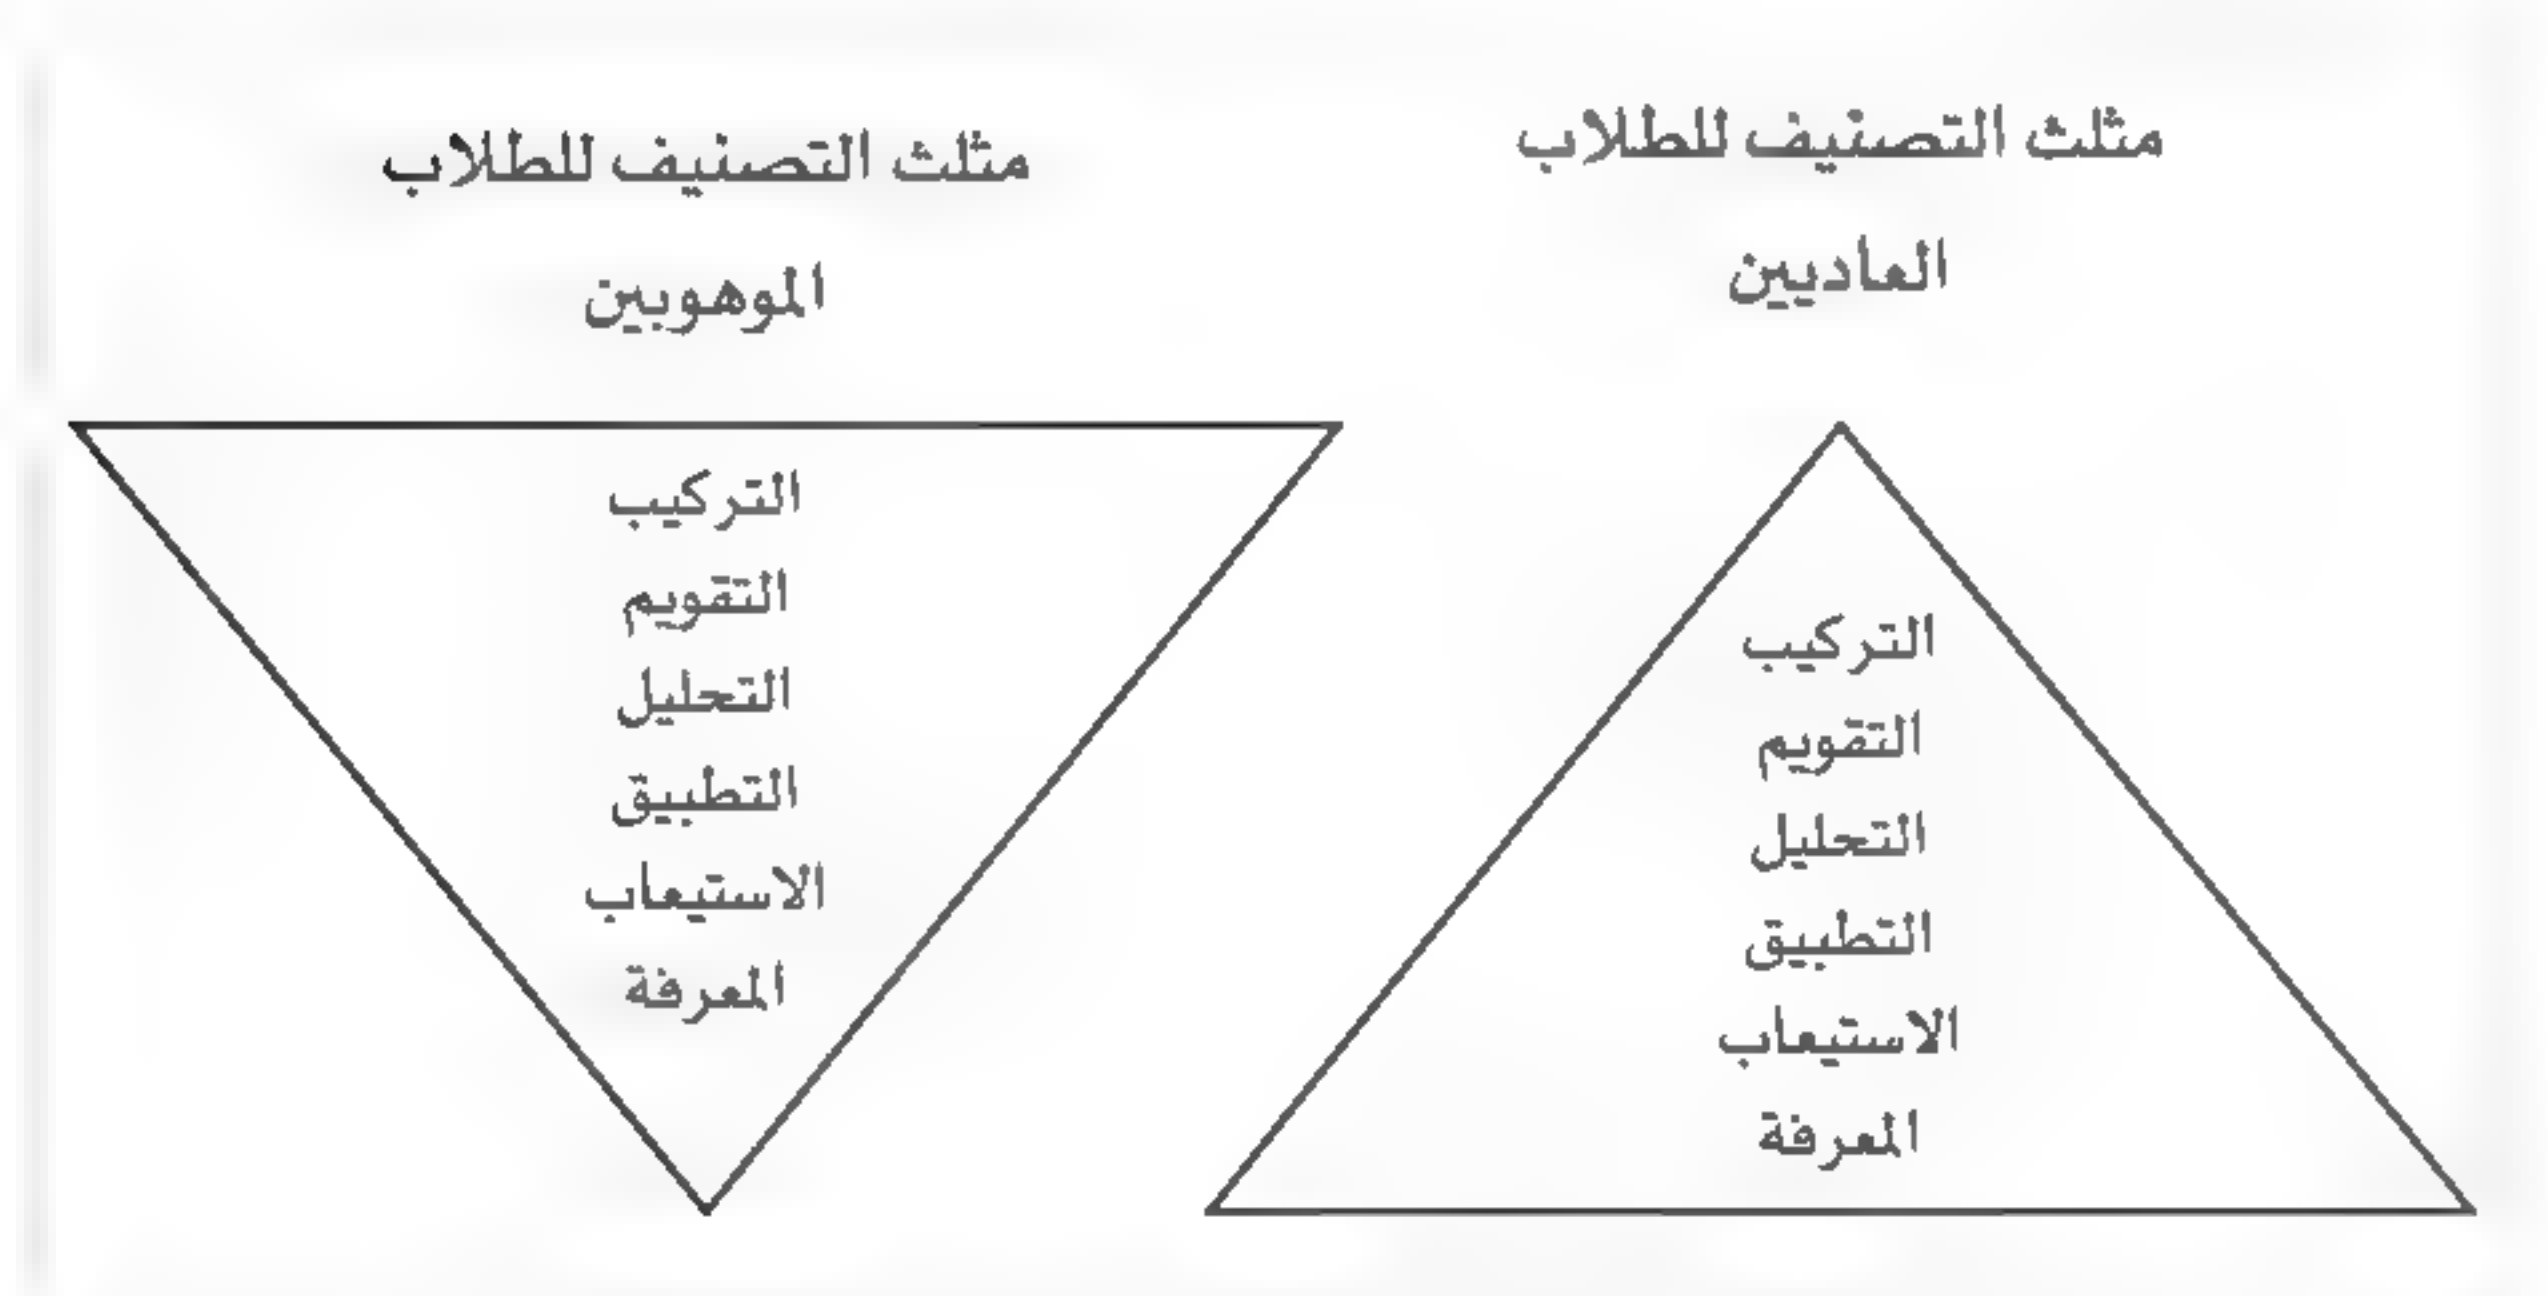 مثلث التصنيف للطلاب
العاديين
التركيب
التقويم
التحليل
التطبيق
الاستيعاب
المعرفة
مثلث التصنيف للطلاب
الموهوبين
التركيب
التقويم
التحليل
التطبيق
الاستيعاب
المعرفة